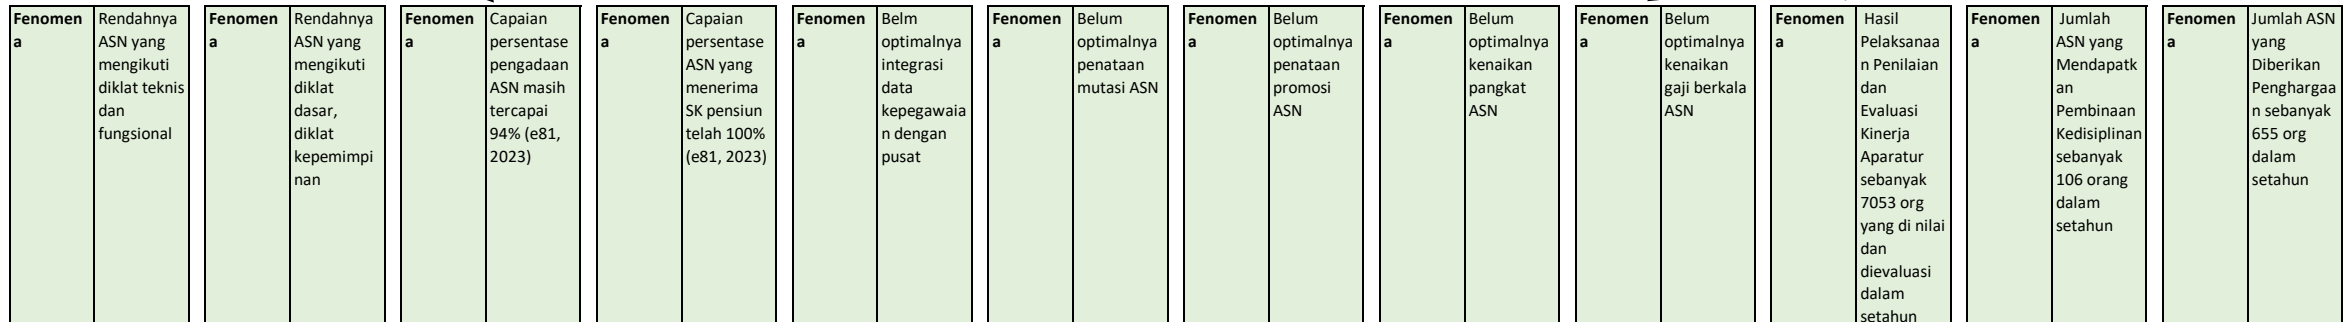 Fenomen
a
Rendahnya
ASN yang
mengikuti
diklat teknis
dan
fungsional
Fenomen
a
Rendahnya
ASN yang
mengikuti
diklat
dasar,
diklat
kepemimpi
nan
Fenomen
a
Capaian
persentase
pengadaan
ASN masih
tercapai
94% (e81,
2023)
Fenomen
a
Capaian
persentase
ASN yang
menerima
SK pensiun
telah 100%
(e81, 2023)
Fenomen
a
Belm
optimalnya
integrasi
data
kepegawaia
n dengan
pusat
Fenomen
a
Belum
optimalnya
penataan
mutasi ASN
Fenomen
a
Belum
optimalnya
penataan
promosi
ASN
Fenomen
a
Belum
optimalnya
kenaikan
pangkat
ASN
Fenomen
a
Belum
optimalnya
kenaikan
gaji berkala
ASN
Fenomen
a
Hasil
Pelaksanaa
n Penilaian
dan
Evaluasi
Kinerja
Aparatur
sebanyak
7053 org
yang di nilai
dan
dievaluasi
dalam
setahun
Fenomen
a
Jumlah
ASN yang
Mendapatk
an
Pembinaan
Kedisiplinan
sebanyak
106 orang
dalam
setahun
Fenomen
a
Jumlah ASN
yang
Diberikan
Penghargaa
n sebanyak
655 org
dalam
setahun